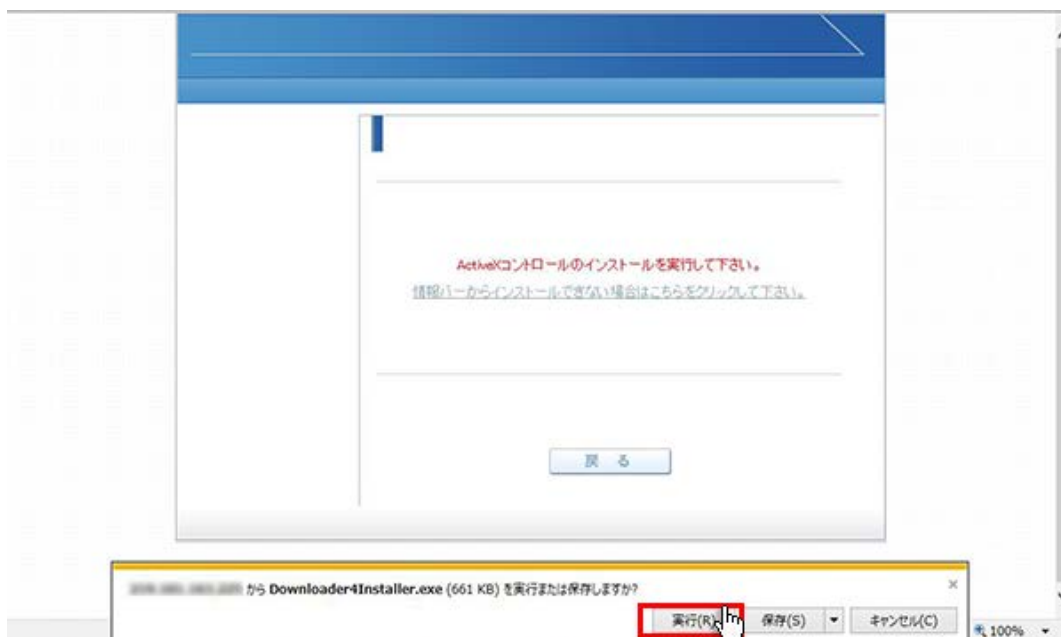 ActiveXコントロールのインストールを実行して下さい。
情報バーからインストールできない場合はこちらをクリックして下さい。
戻 る
から Downloader4Installer.exe (661 KB) を実行または保存しますか?
×
実行(R) 保存(S) キャンセル(C)
100%